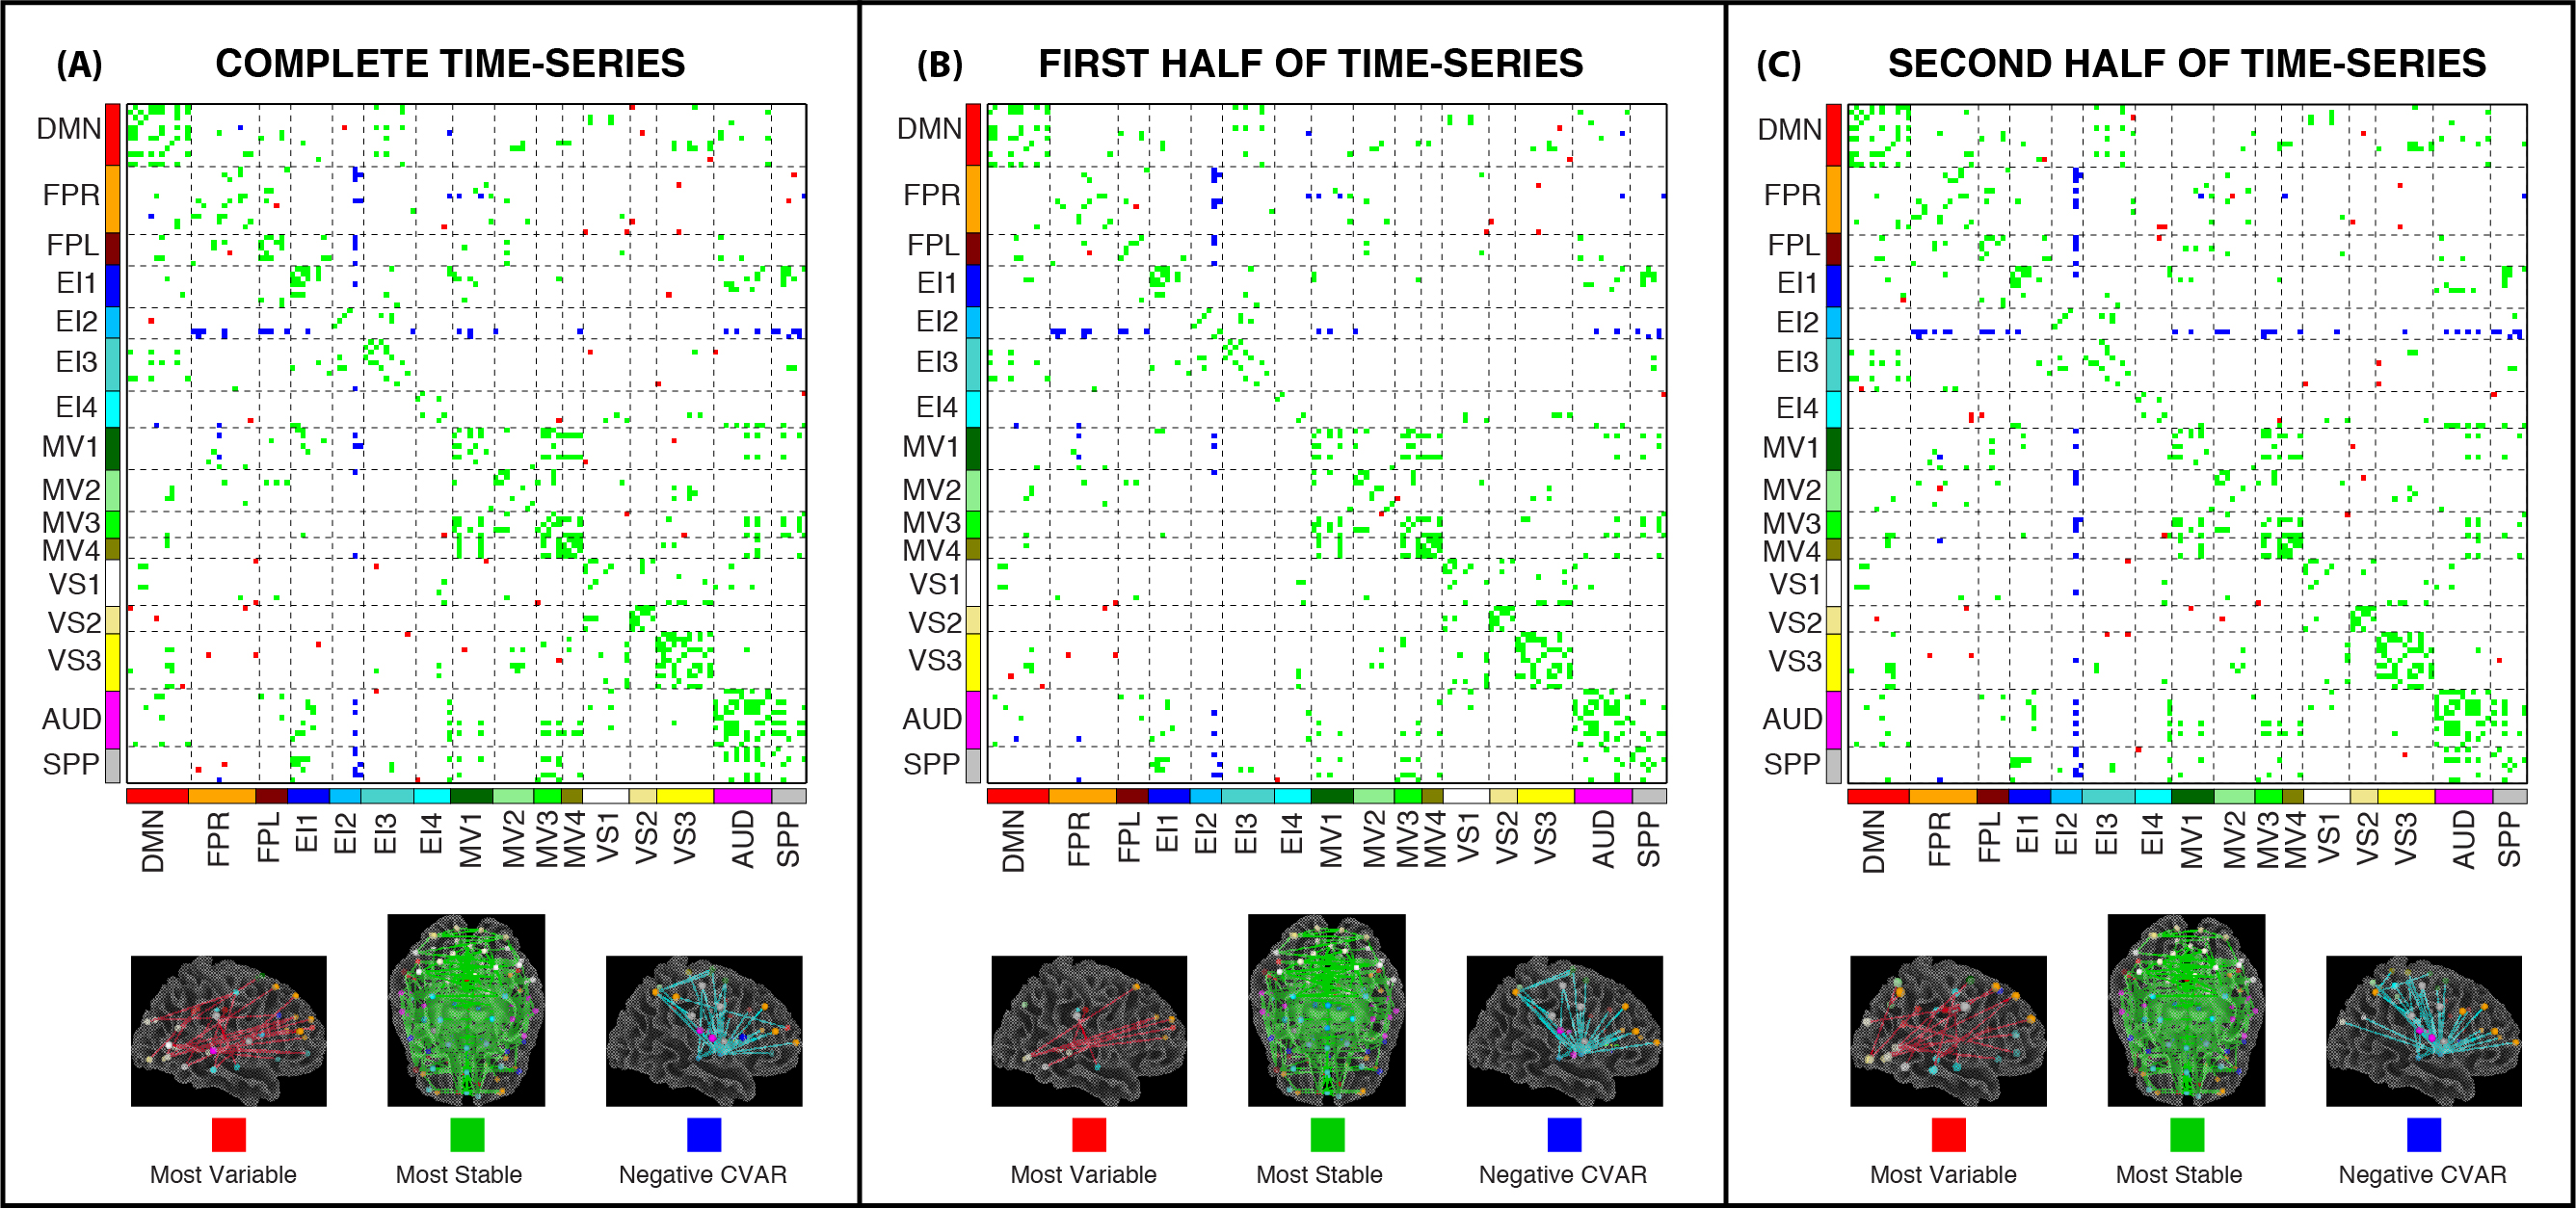 (A) COMPLETE TIME-SERIES
DMN
FPR
FPL
EI1
EI2
EI3
EI4
MV1
MV2
MV3
MV4
VS1
VS2
VS3
AUD
SPP
DMN FPR FPL EI1 EI2 EI3 EI4 MV1 MV2 MV3 MV4 VS1 VS2 VS3 AUD SPP
Most Variable Most Stable Negative CVAR
(B) FIRST HALF OF TIME-SERIES
DMN
FPR
FPL
EI1
EI2
EI3
EI4
MV1
MV2
MV3
MV4
VS1
VS2
VS3
AUD
SPP
DMN FPR FPL EI1 EI2 EI3 EI4 MV1 MV2 MV3 MV4 VS1 VS2 VS3 AUD SPP
Most Variable Most Stable Negative CVAR
(C) SECOND HALF OF TIME-SERIES
DMN
FPR
FPL
EI1
EI2
EI3
EI4
MV1
MV2
MV3
MV4
VS1
VS2
VS3
AUD
SPP
DMN FPR FPL EI1 EI2 EI3 EI4 MV1 MV2 MV3 MV4 VS1 VS2 VS3 AUD SPP
Most Variable Most Stable Negative CVAR